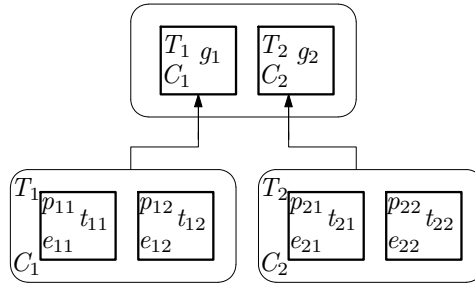 T₁ g₁ T₂ g₂
C₁ C₂
T₁ T₂
p₁₁ t₁₁ p₁₂ t₁₂ p₂₁ t₂₁ p₂₂ t₂₂
e₁₁ e₁₂ e₂₁ e₂₂
C₁ C₂